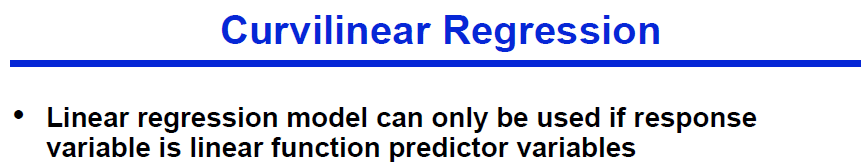 Curvilinear Regression
• Linear regression model can only be used if response
variable is linear function predictor variables